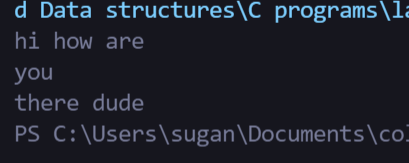 d Data structures\C programs\la
hi how are
you
there dude
PS C:\Users\sugan\Documents\co